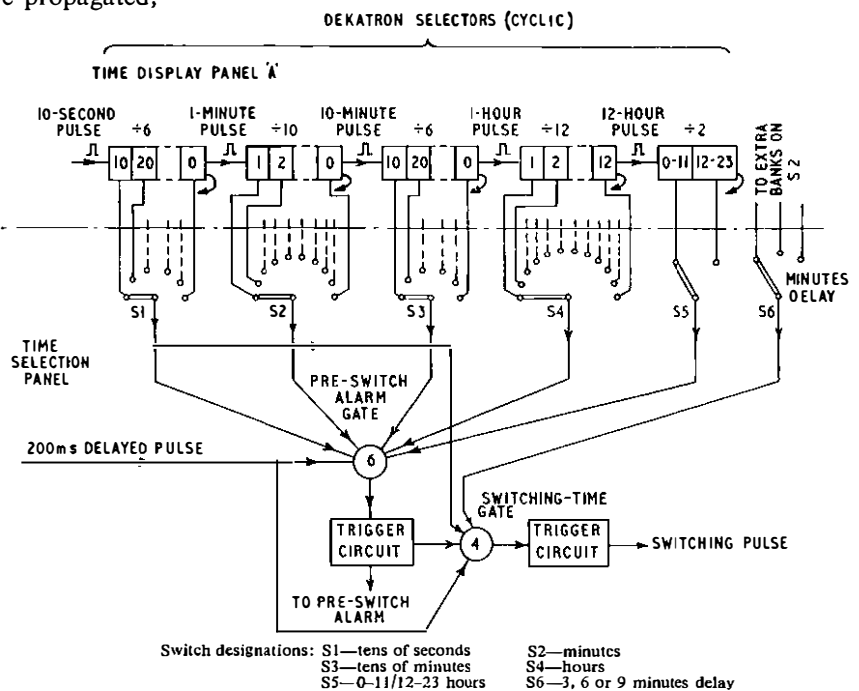 e propagated,
DEKATRON SELECTORS (CYCLIC)
TIME DISPLAY PANEL 'A'
10-SECOND PULSE ÷6
1-MINUTE PULSE ÷10
10-MINUTE PULSE ÷6
1-HOUR PULSE ÷12
12-HOUR PULSE ÷2
10 20 0
1 2 0
10 20 0
1 2 12
0-11 12-23
TO EXTRA BANKS ON S2
S1
S2
S3
S4
S5
S6
MINUTES DELAY
TIME SELECTION PANEL
PRE-SWITCH ALARM GATE
200ms DELAYED PULSE
6
SWITCHING-TIME GATE
TRIGGER CIRCUIT
4
TRIGGER CIRCUIT
SWITCHING PULSE
TO PRE-SWITCH ALARM
Switch designations: S1—tens of seconds S2—minutes
S3—tens of minutes S4—hours
S5—0-11/12-23 hours S6—3, 6 or 9 minutes delay